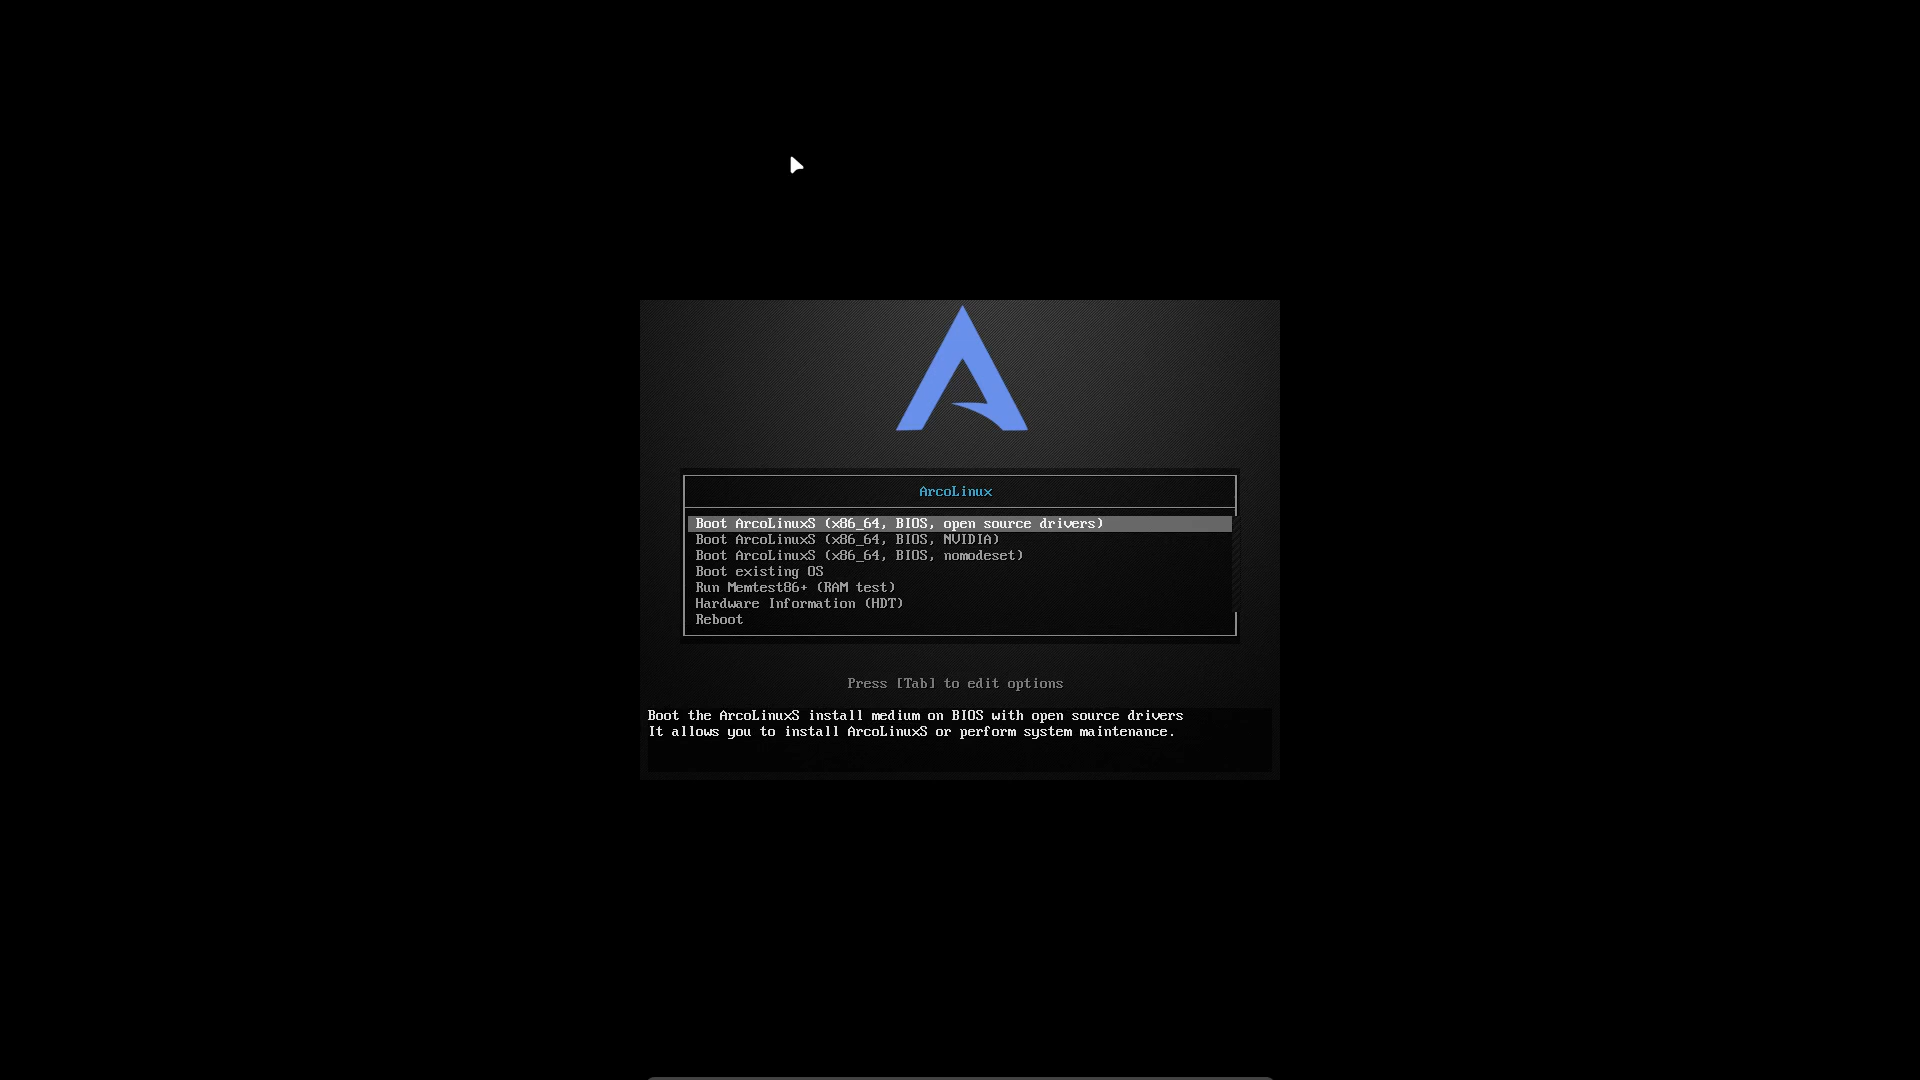 ArcoLinux
Boot ArcoLinuxS (x86_64, BIOS, open source drivers)
Boot ArcoLinuxS (x86_64, BIOS, NVIDIA)
Boot ArcoLinuxS (x86_64, BIOS, nomodeset)
Boot existing OS
Run Memtest86+ (RAM test)
Hardware Information (HDT)
Reboot
Press [Tab] to edit options
Boot the ArcoLinuxS install medium on BIOS with open source drivers
It allows you to install ArcoLinuxS or perform system maintenance.